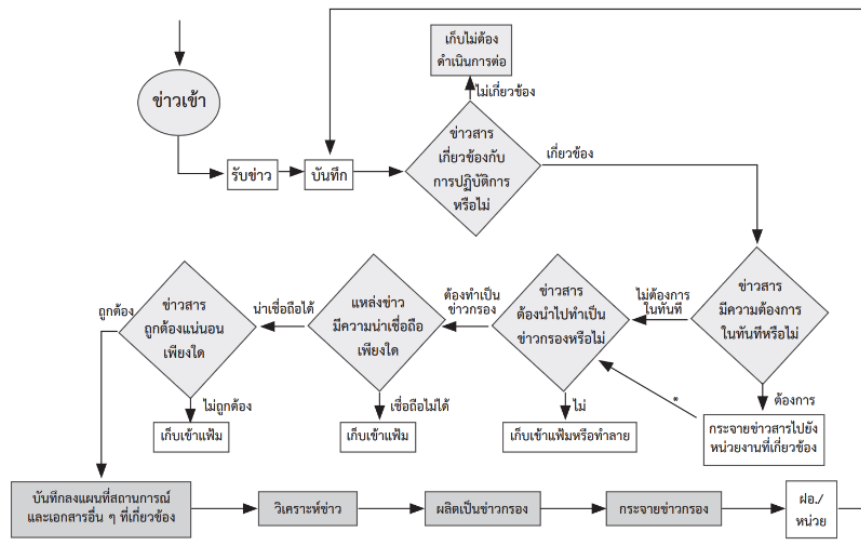 เก็บไม่ต้อง
ดำเนินการต่อ
ไม่เกี่ยวข้อง
ข่าวเข้า
รับข่าว
บันทึก
ข่าวสาร
เกี่ยวข้องกับ
การปฏิบัติการ
หรือไม่
เกี่ยวข้อง
ข่าวสาร
มีความต้องการ
ในทันทีหรือไม่
ไม่ต้องการ
ในทันที
ต้องการ
กระจายข่าวสารไปยัง
หน่วยงานที่เกี่ยวข้อง
*
ข่าวสาร
ต้องนำไปทำเป็น
ข่าวกรองหรือไม่
ไม่
เก็บเข้าแฟ้มหรือทำลาย
ต้องทำเป็น
ข่าวกรอง
แหล่งข่าว
มีความน่าเชื่อถือ
เพียงใด
เชื่อถือไม่ได้
เก็บเข้าแฟ้ม
น่าเชื่อถือได้
ข่าวสาร
ถูกต้องแน่นอน
เพียงใด
ไม่ถูกต้อง
เก็บเข้าแฟ้ม
ถูกต้อง
บันทึกลงแผนที่สถานการณ์
และเอกสารอื่น ๆ ที่เกี่ยวข้อง
วิเคราะห์ข่าว
ผลิตเป็นข่าวกรอง
กระจายข่าวกรอง
ฝอ./
หน่วย